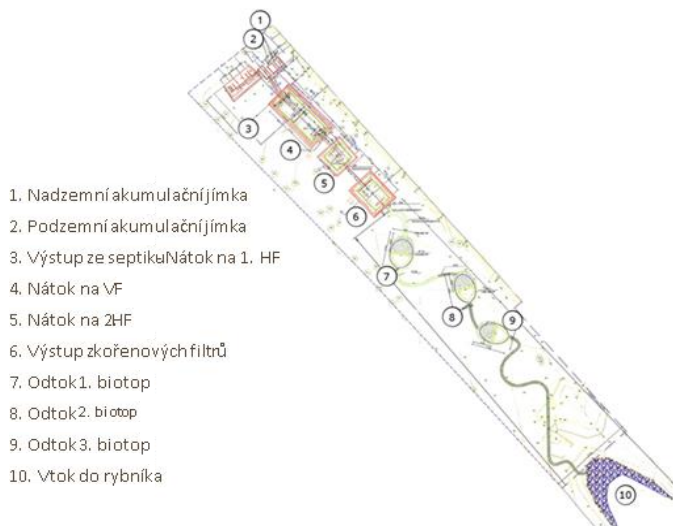 1
2
3
4
5
6
7
8
9
10
1. Nadzemní akumulační jímka
2. Podzemní akumulační jímka
3. Výstup ze septiku Nátok na 1. HF
4. Nátok na VF
5. Nátok na 2HF
6. Výstup z kořenových filtrů
7. Odtok 1. biotop
8. Odtok 2. biotop
9. Odtok 3. biotop
10. Vtok do rybníka